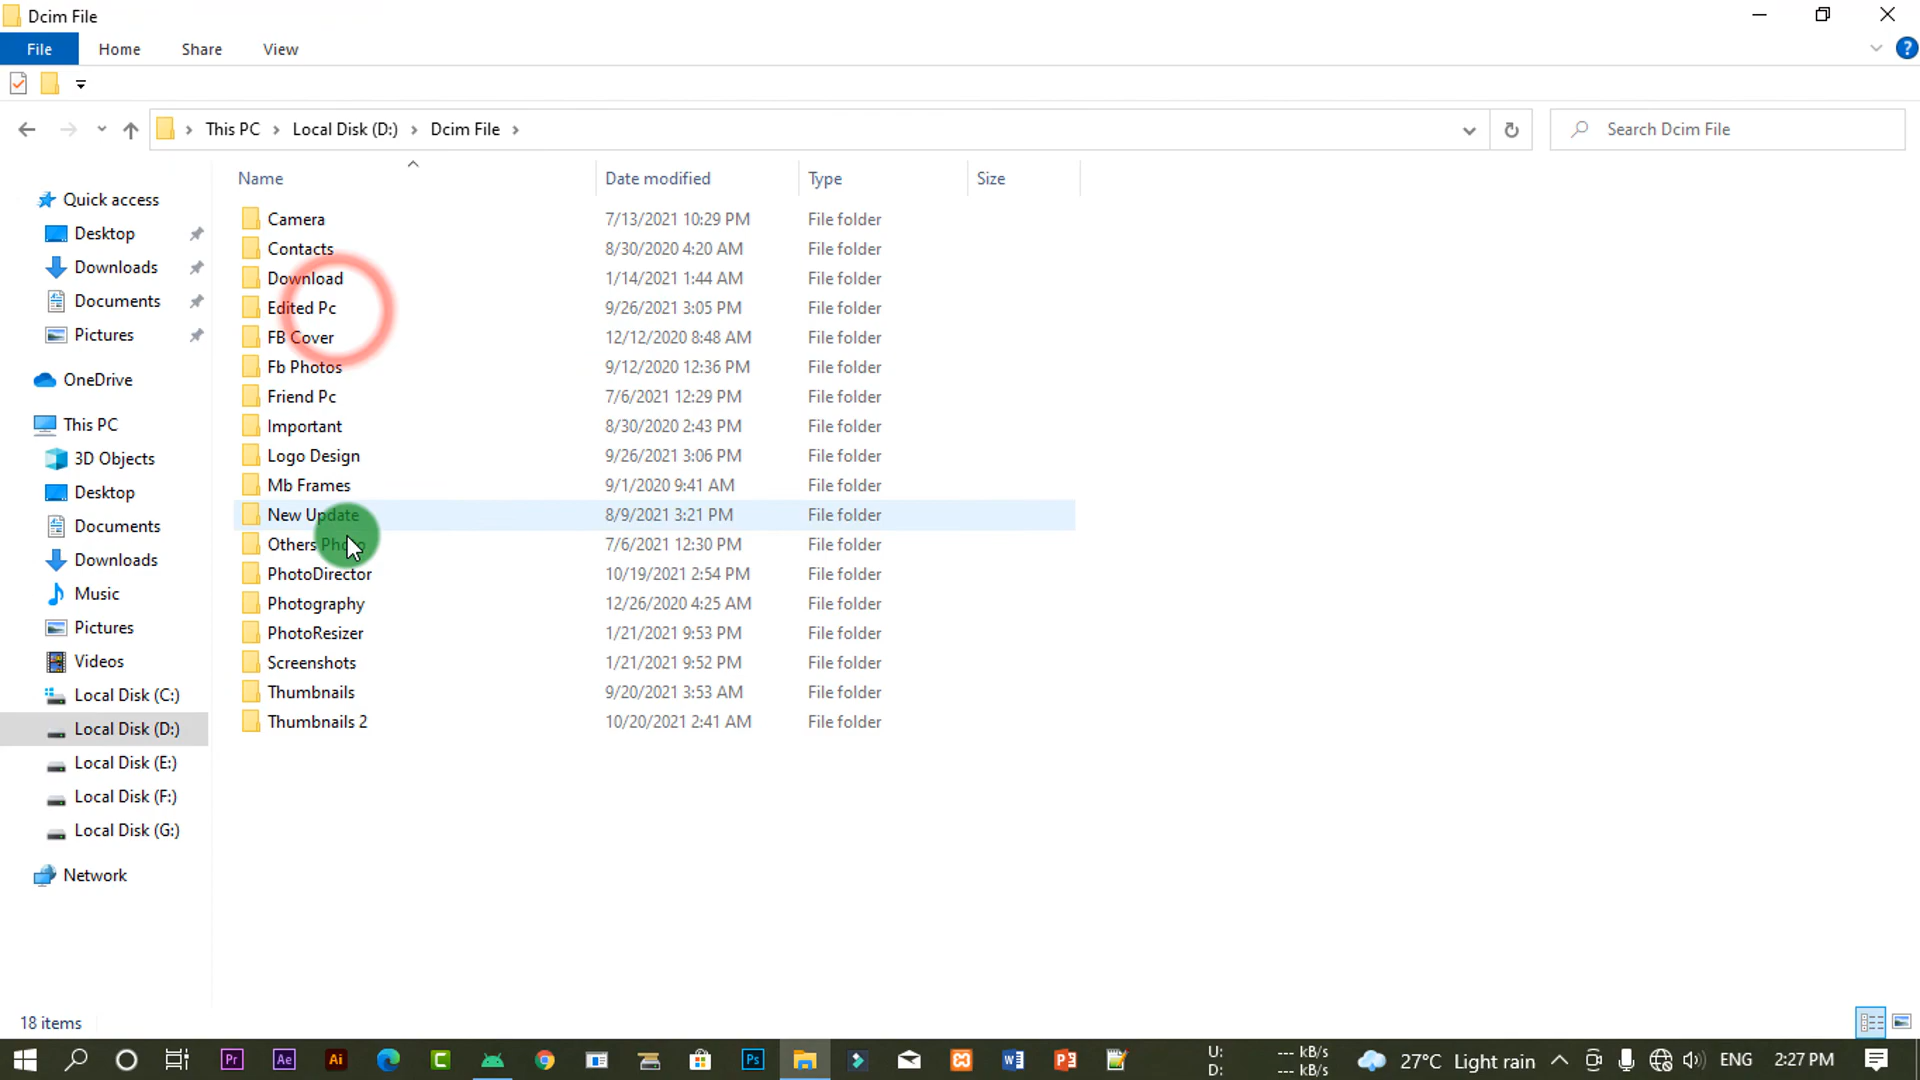 Dcim File
File Home Share View
This PC Local Disk (D:) Dcim File
Search Dcim File
Name Date modified Type Size
Quick access
Desktop
Downloads
Documents
Pictures
OneDrive
This PC
3D Objects
Desktop
Documents
Downloads
Music
Pictures
Videos
Local Disk (C:)
Local Disk (D:)
Local Disk (E:)
Local Disk (F:)
Local Disk (G:)
Network
Camera 7/13/2021 10:29 PM File folder
Contacts 8/30/2020 4:20 AM File folder
Download 1/14/2021 1:44 AM File folder
Edited Pc 9/26/2021 3:05 PM File folder
FB Cover 12/12/2020 8:48 AM File folder
Fb Photos 9/12/2020 12:36 PM File folder
Friend Pc 7/6/2021 12:29 PM File folder
Important 8/30/2020 2:43 PM File folder
Logo Design 9/26/2021 3:06 PM File folder
Mb Frames 9/1/2020 9:41 AM File folder
New Update 8/9/2021 3:21 PM File folder
Others Photo 7/6/2021 12:30 PM File folder
PhotoDirector 10/19/2021 2:54 PM File folder
Photography 12/26/2020 4:25 AM File folder
PhotoResizer 1/21/2021 9:53 PM File folder
Screenshots 1/21/2021 9:52 PM File folder
Thumbnails 9/20/2021 3:53 AM File folder
Thumbnails 2 10/20/2021 2:41 AM File folder
18 items
Pr Ae Ai C Ps
U: --- kB/s
D: --- kB/s
27°C Light rain ENG 2:27 PM